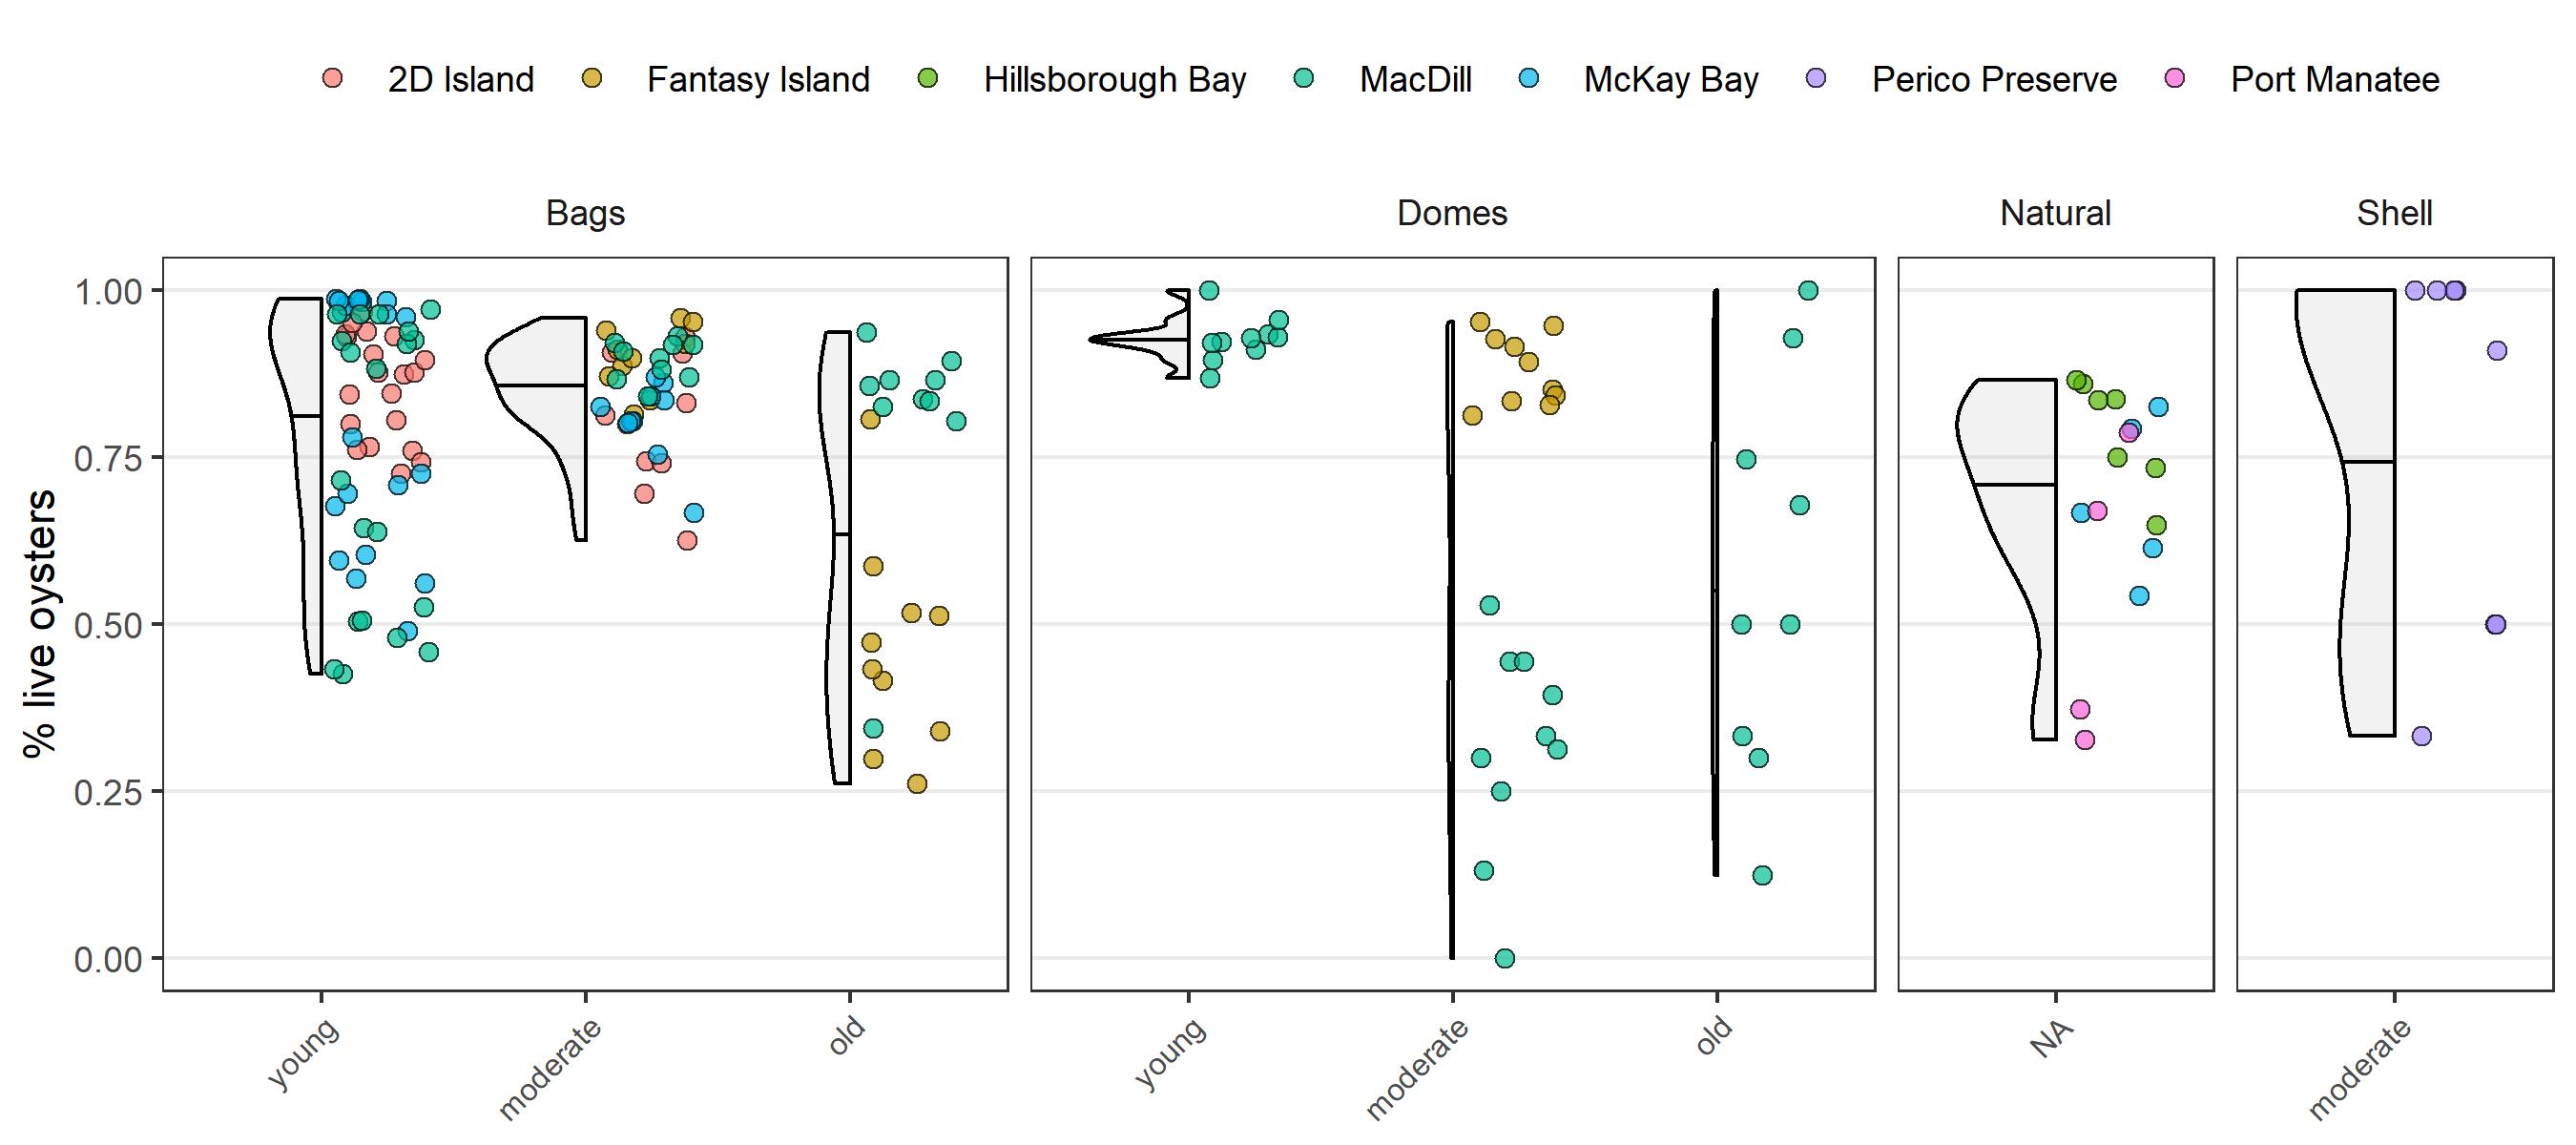 2D Island Fantasy Island Hillsborough Bay MacDill McKay Bay Perico Preserve Port Manatee
Bags Domes Natural Shell
% live oysters
1.00
0.75
0.50
0.25
0.00
young moderate old young moderate old NA moderate